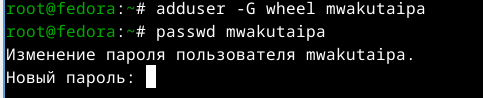 root@fedora:~# adduser -G wheel mwakutaipa
root@fedora:~# passwd mwakutaipa
Изменение пароля пользователя mwakutaipa.
Новый пароль: